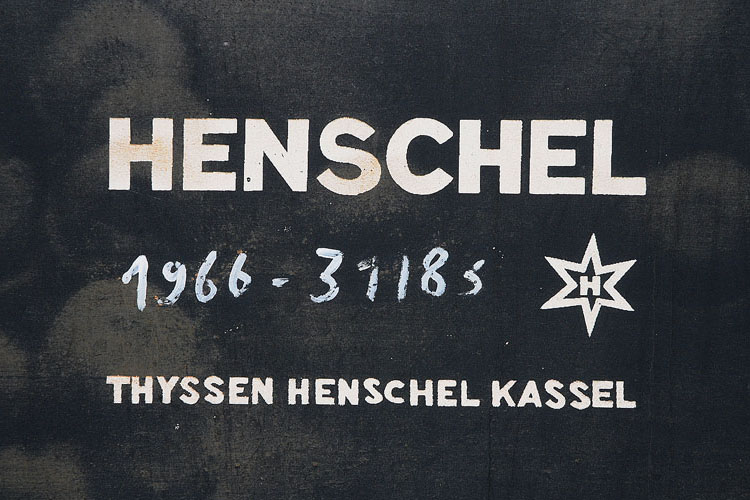 HENSCHEL
1966-31185
H
THYSSEN HENSCHEL KASSEL